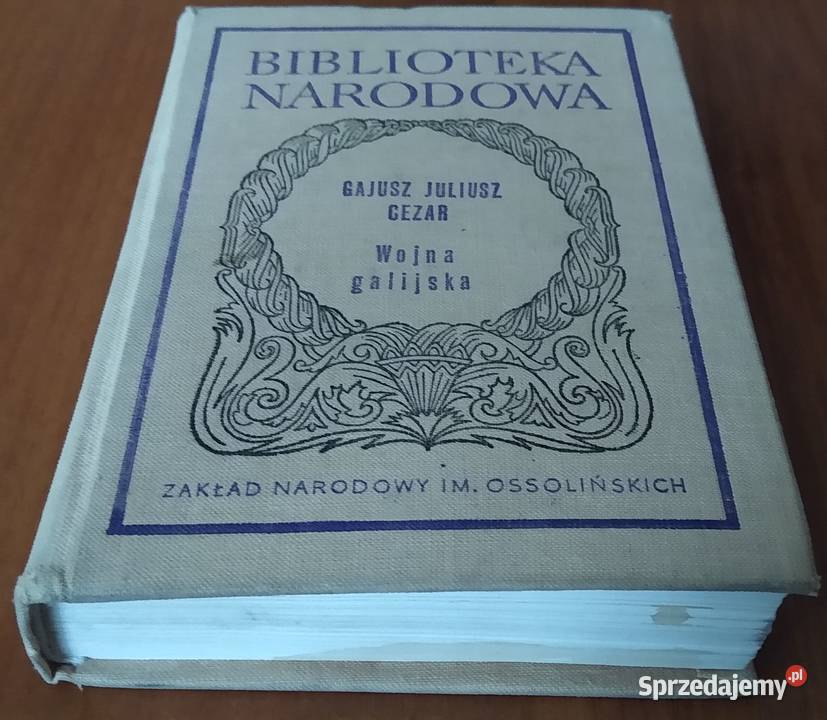 BIBLIOTEKA
NARODOWA
GAJUSZ JULIUSZ
CEZAR
Wojna
galijska
ZAKŁAD NARODOWY IM. OSSOLIŃSKICH
Sprzedajemy.pl